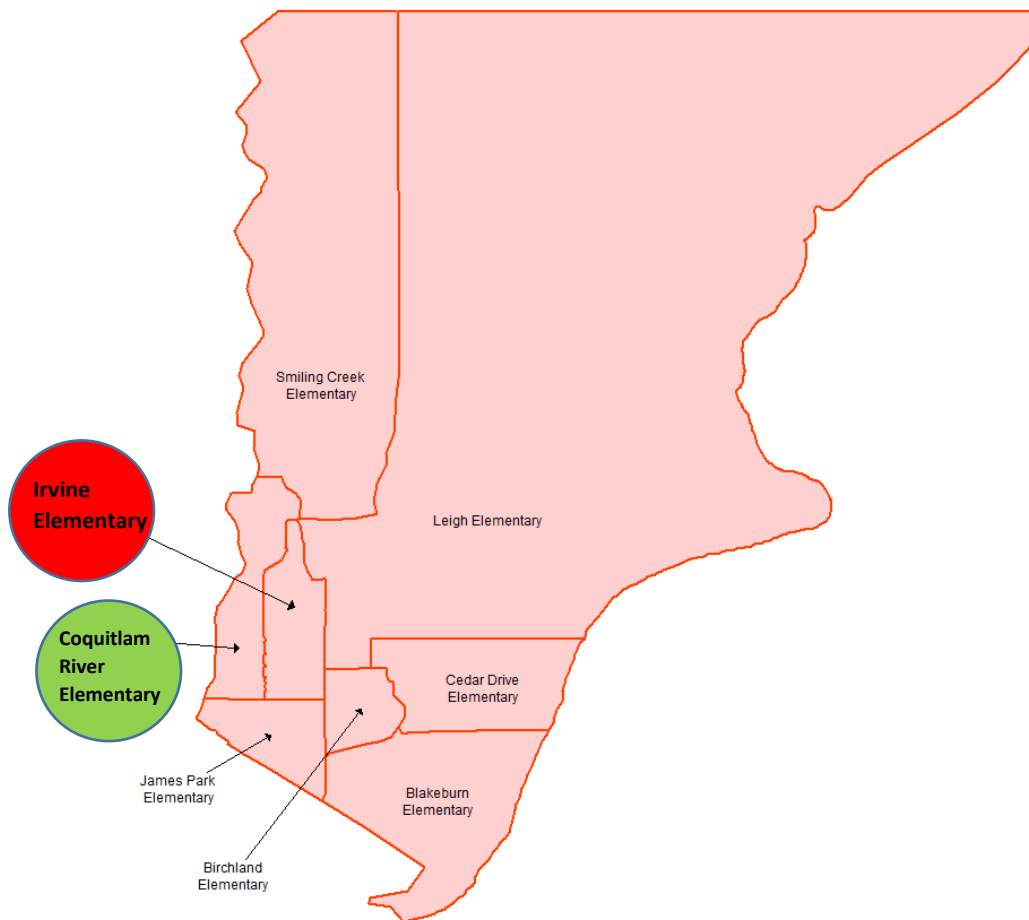 Smiling Creek
Elementary
Irvine
Elementary
Leigh Elementary
Coquitlam
River
Elementary
Cedar Drive
Elementary
James Park
Elementary
Blakeburn
Elementary
Birchland
Elementary